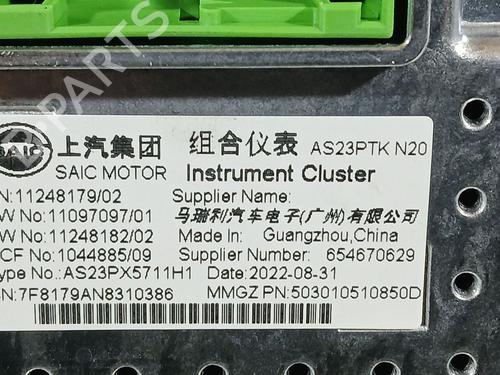 B PARTS
SAIC 上汽集团 组合仪表 AS23PTK N20
SAIC MOTOR Instrument Cluster
N:11248179/02 Supplier Name:
W No:11097097/01 马瑞利汽车电子(广州)有限公司
W No:11248182/02 Made In: Guangzhou,China
CF No:1044885/09 Supplier Number: 654670629
ype No.:AS23PX5711H1 Date:2022-08-31
N:7F8179AN8310386 MMGZ PN:503010510850D